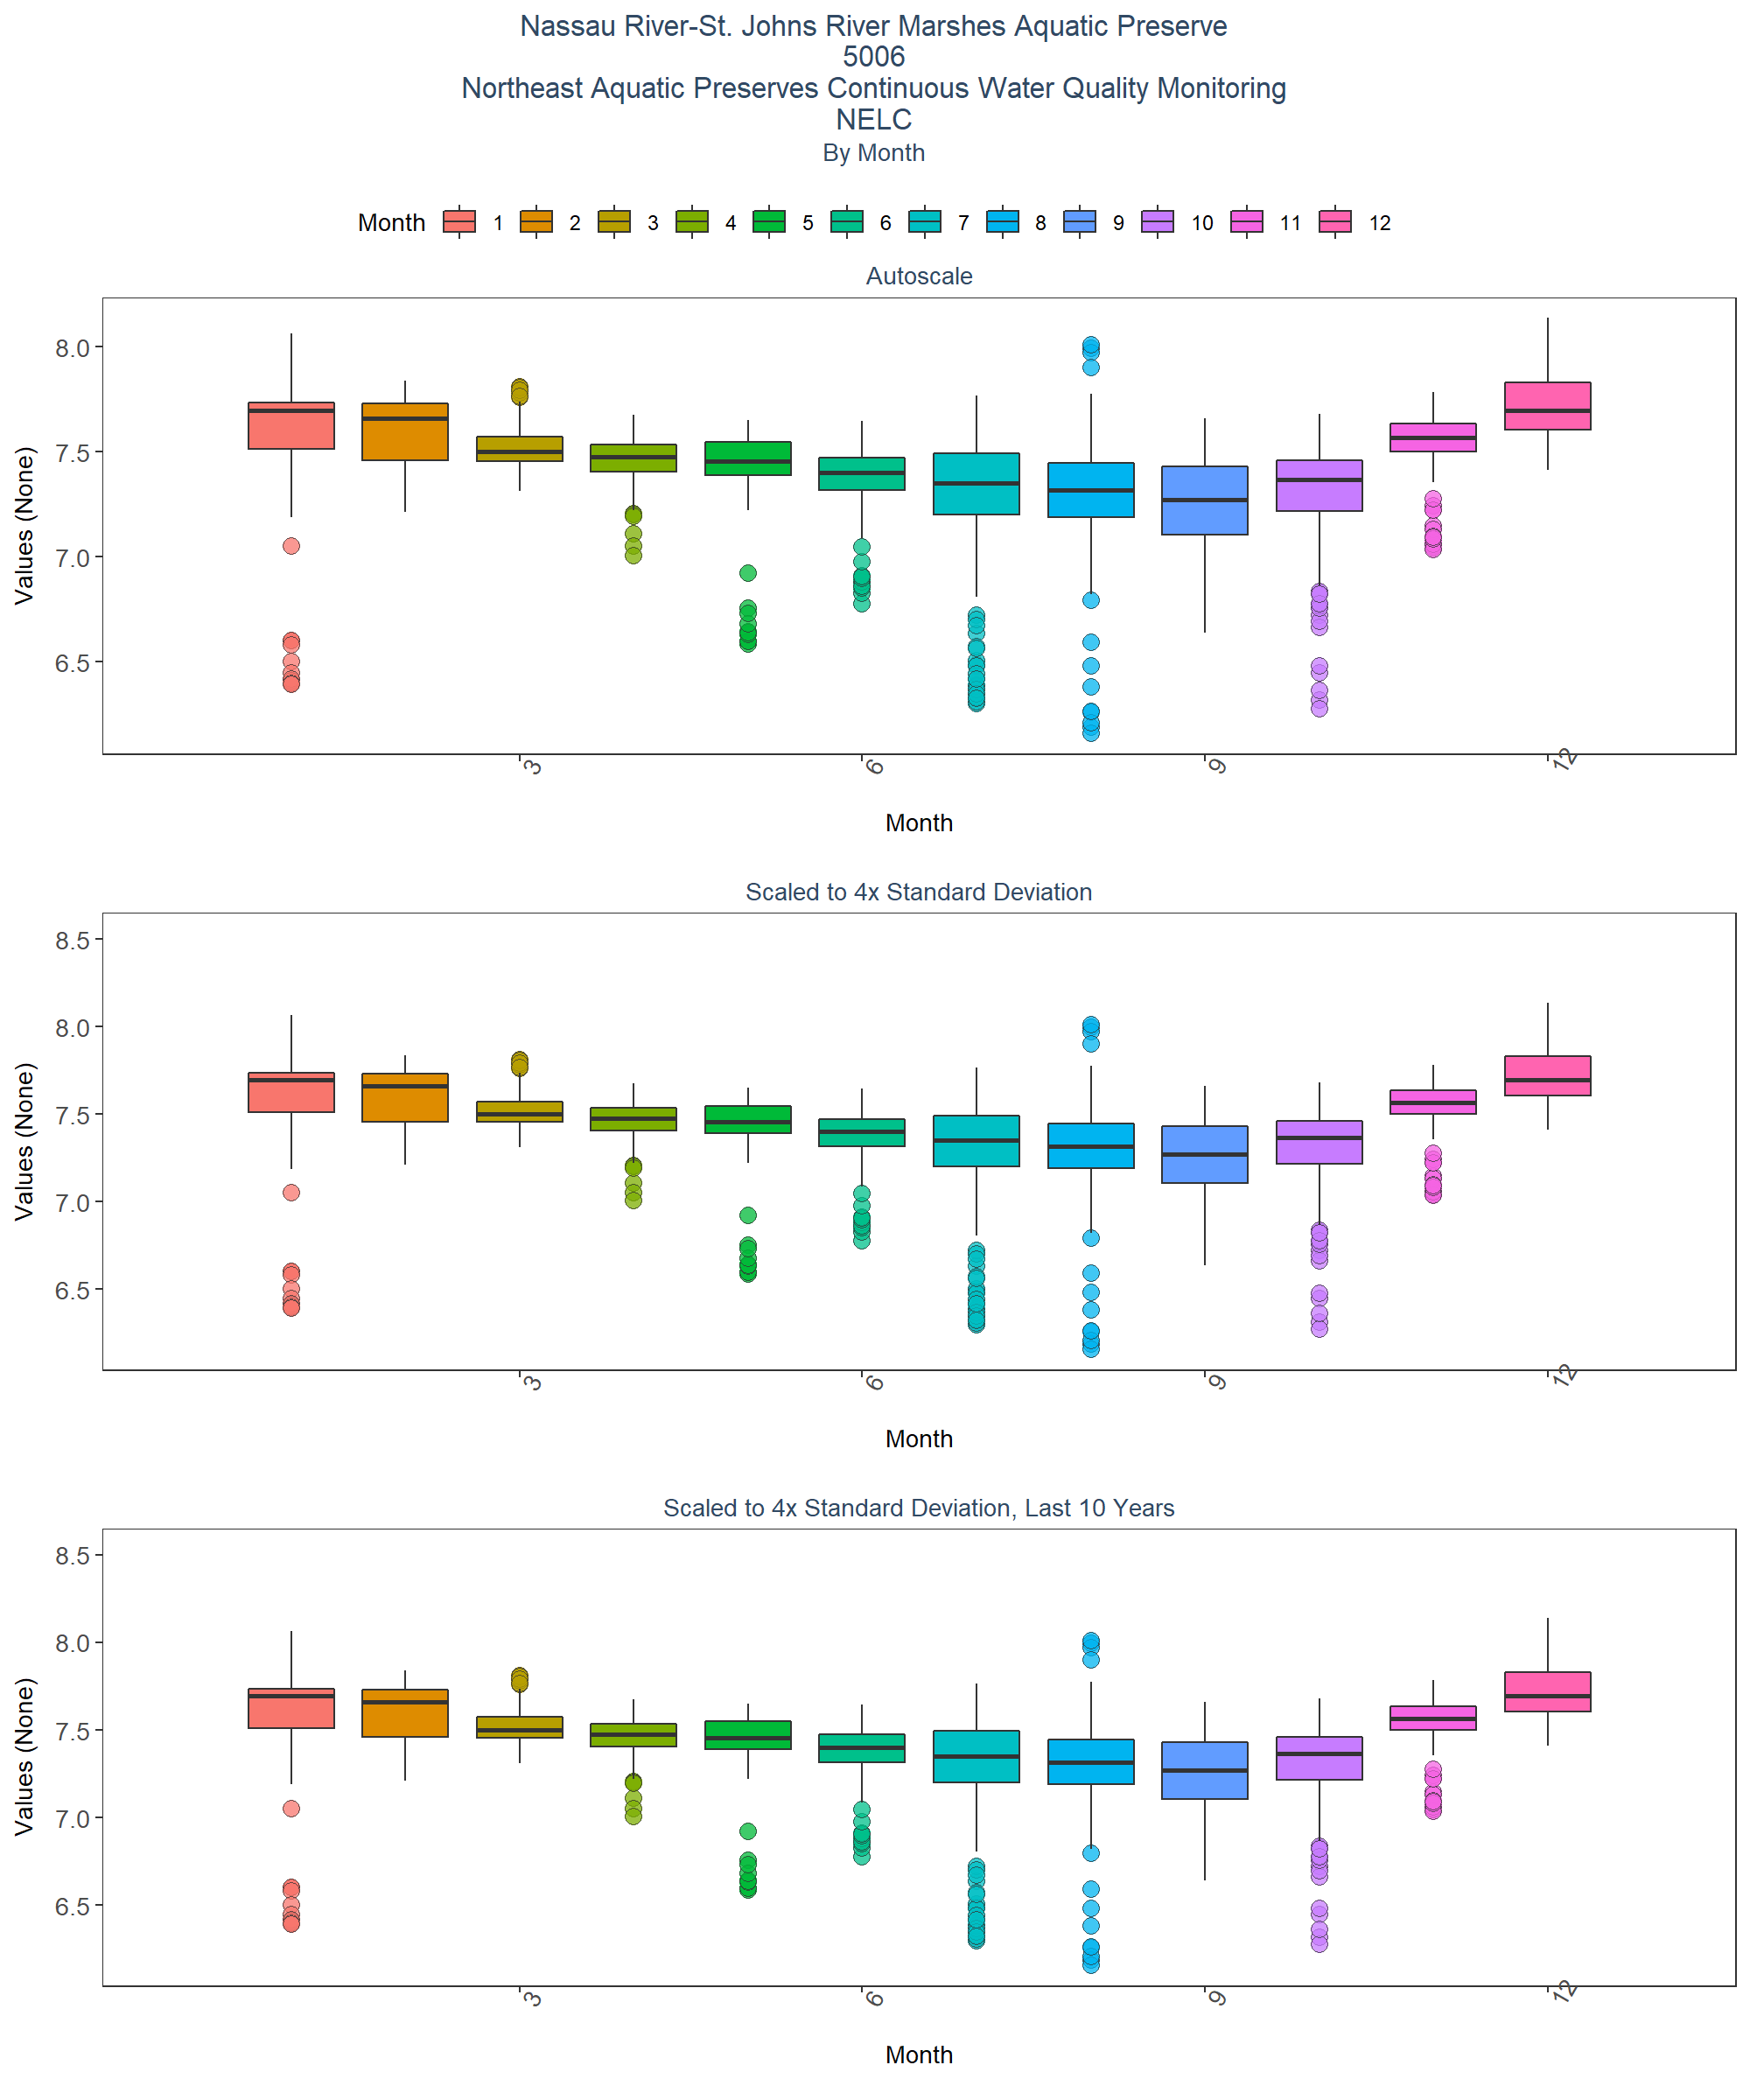 Nassau River-St. Johns River Marshes Aquatic Preserve
5006
Northeast Aquatic Preserves Continuous Water Quality Monitoring
NELC
By Month
Month 1 2 3 4 5 6 7 8 9 10 11 12
Autoscale
Values (None)
8.0
7.5
7.0
6.5
3 6 9 12
Month
Scaled to 4x Standard Deviation
Values (None)
8.5
8.0
7.5
7.0
6.5
3 6 9 12
Month
Scaled to 4x Standard Deviation, Last 10 Years
Values (None)
8.5
8.0
7.5
7.0
6.5
3 6 9 12
Month